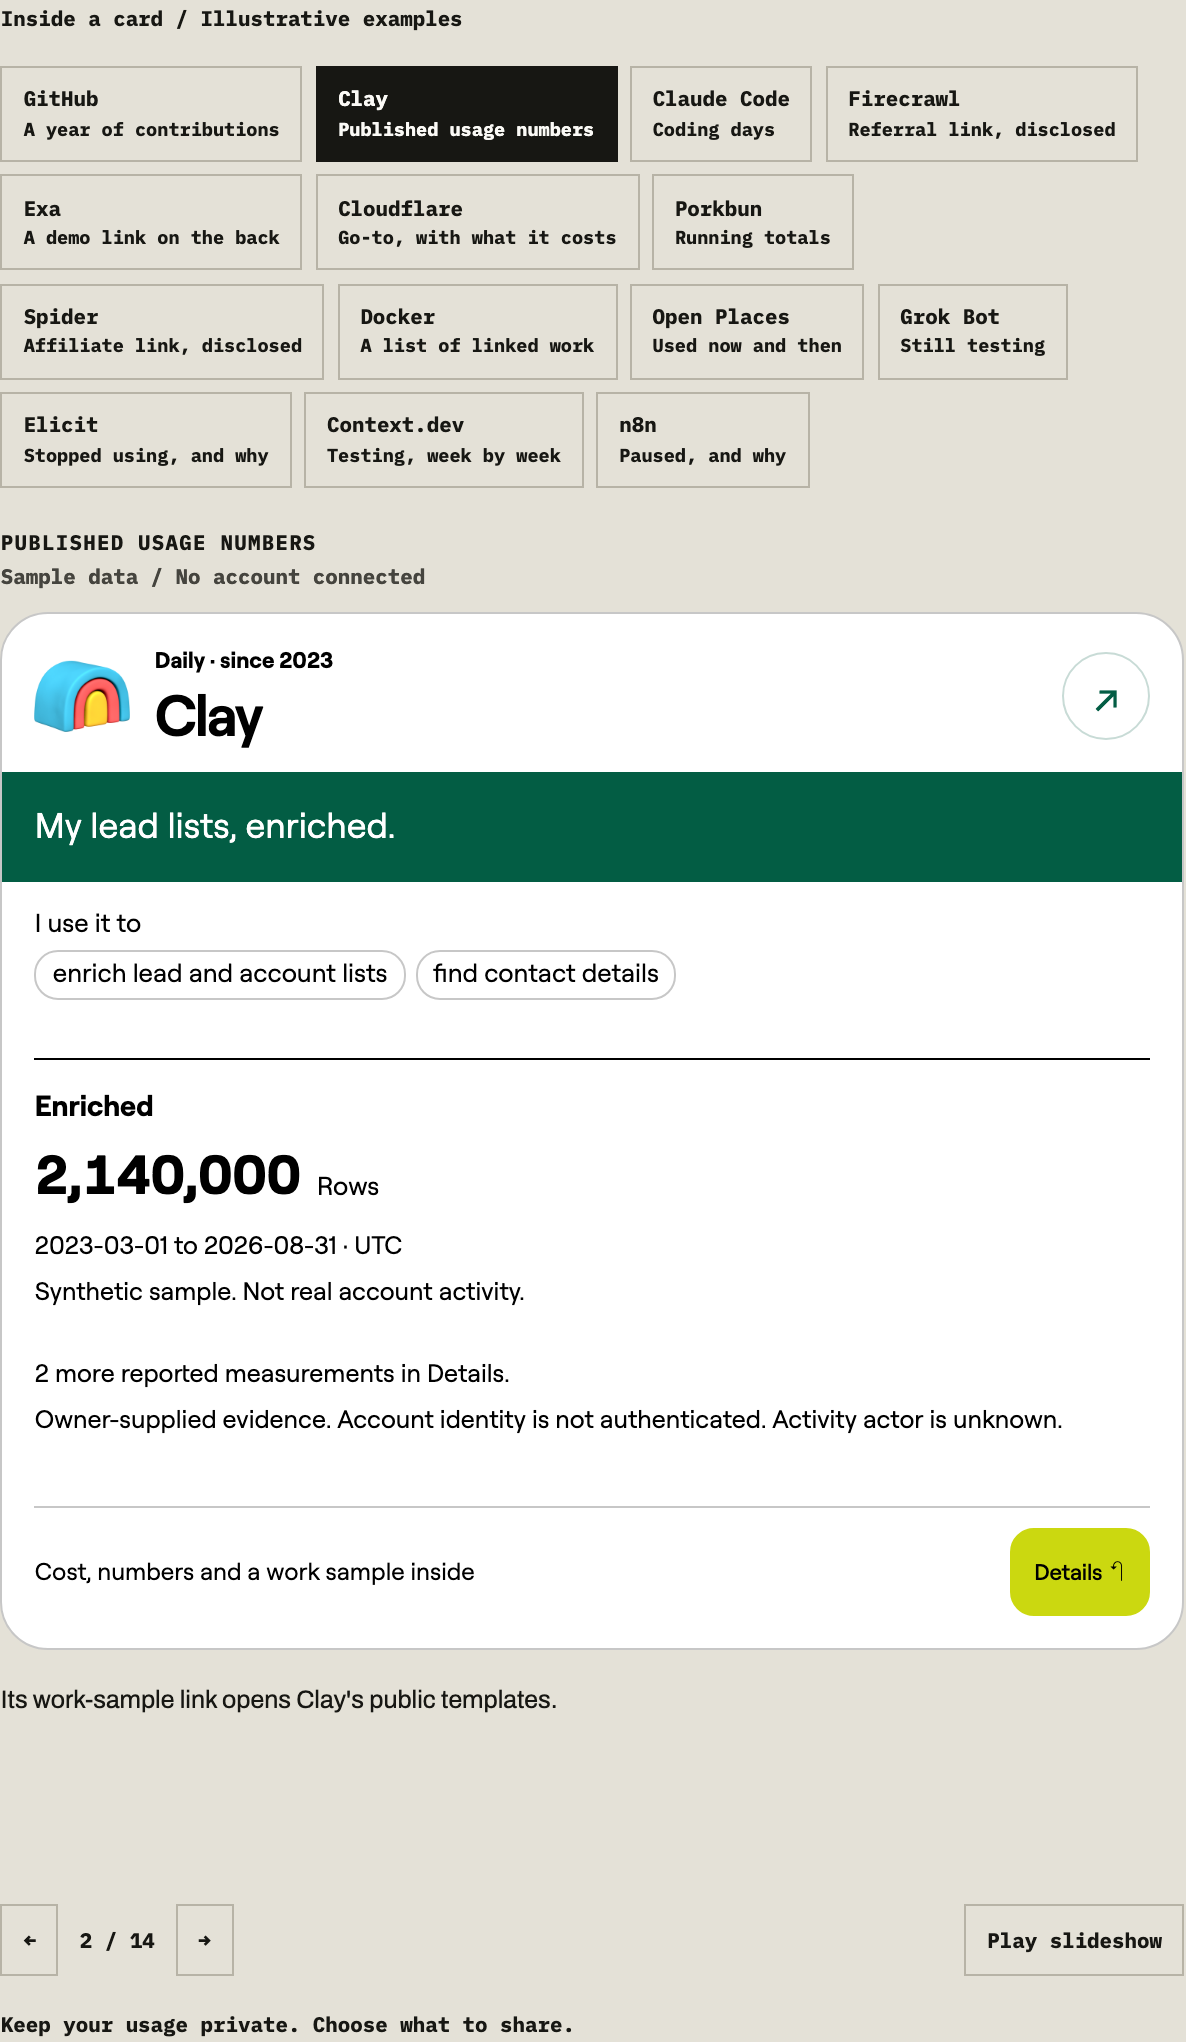 Inside a card / Illustrative examples
GitHub
A year of contributions
Clay
Published usage numbers
Claude Code
Coding days
Firecrawl
Referral link, disclosed
Exa
A demo link on the back
Cloudflare
Go-to, with what it costs
Porkbun
Running totals
Spider
Affiliate link, disclosed
Docker
A list of linked work
Open Places
Used now and then
Grok Bot
Still testing
Elicit
Stopped using, and why
Context.dev
Testing, week by week
n8n
Paused, and why
PUBLISHED USAGE NUMBERS
Sample data / No account connected
Daily · since 2023
Clay
My lead lists, enriched.
I use it to
enrich lead and account lists
find contact details
Enriched
2,140,000 Rows
2023-03-01 to 2026-08-31 · UTC
Synthetic sample. Not real account activity.
2 more reported measurements in Details.
Owner-supplied evidence. Account identity is not authenticated. Activity actor is unknown.
Cost, numbers and a work sample inside
Details
Its work-sample link opens Clay's public templates.
← 2 / 14 →
Play slideshow
Keep your usage private. Choose what to share.